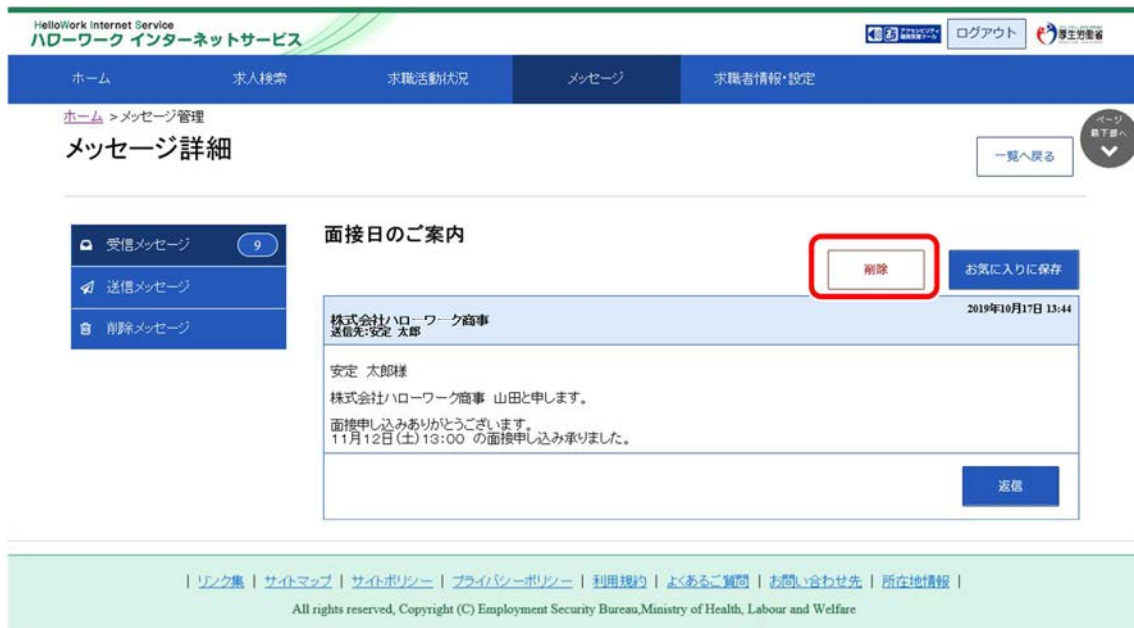 HelloWork Internet Service
ハローワーク インターネットサービス
ログアウト
厚生労働省
ホーム
求人検索
求職活動状況
メッセージ
求職者情報・設定
ホーム >メッセージ管理
ページ
最下部へ
メッセージ詳細
一覧へ戻る
受信メッセージ
9
送信メッセージ
削除メッセージ
面接日のご案内
削除
お気に入りに保存
株式会社ハローワーク商事
2019年10月17日 13:44
送信先:安定 太郎
安定 太郎様
株式会社ハローワーク商事 山田と申します。
面接申し込みありがとうございます。
11月12日(土)13:00 の面接申し込み承りました。
返信
| リンク集 | サイトマップ | サイトポリシー | プライバシーポリシー | 利用規約 | よくあるご質問 | お問い合わせ先 | 所在地情報 |
All rights reserved, Copyright (C) Employment Security Bureau,Ministry of Health, Labour and Welfare